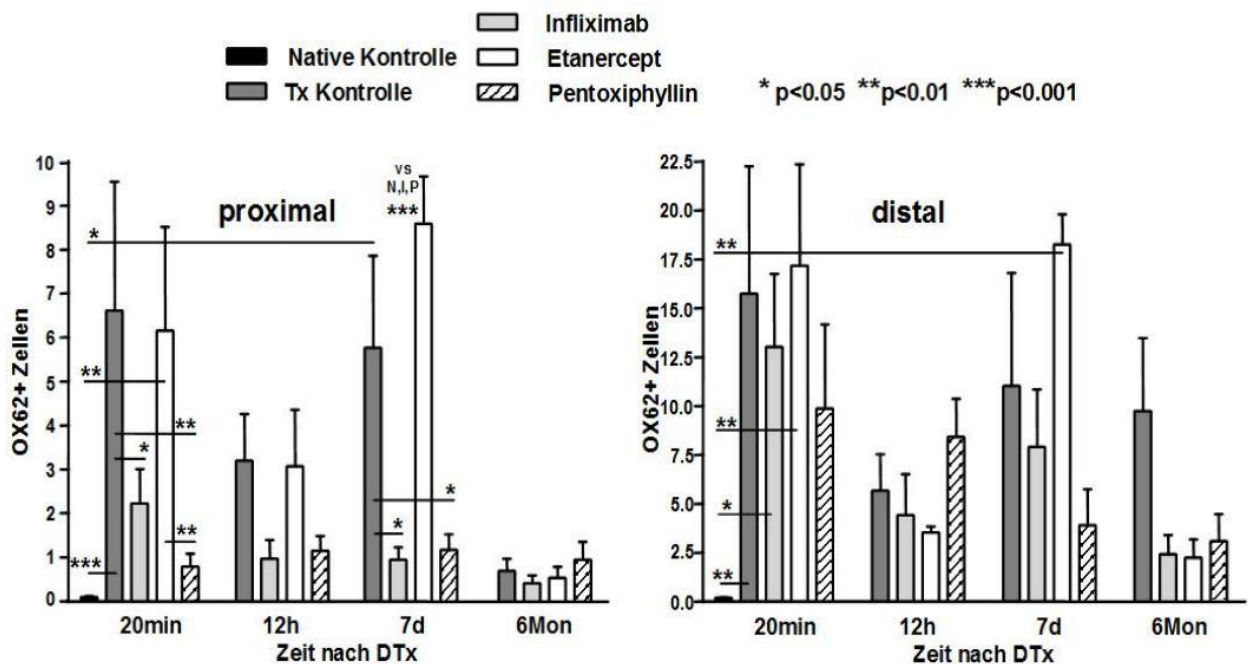 Infliximab
Native Kontrolle
Etanercept
Tx Kontrolle
Pentoxiphyllin
* p<0.05 **p<0.01 ***p<0.001
proximal
OX62+ Zellen
10
9
8
7
6
5
4
3
2
1
0
vs
N,I,P
***
*
**
**
*
**
***
*
*
20min 12h 7d 6Mon
Zeit nach DTx
distal
OX62+ Zellen
22.5
20.0
17.5
15.0
12.5
10.0
7.5
5.0
2.5
0.0
**
**
*
**
20min 12h 7d 6Mon
Zeit nach DTx